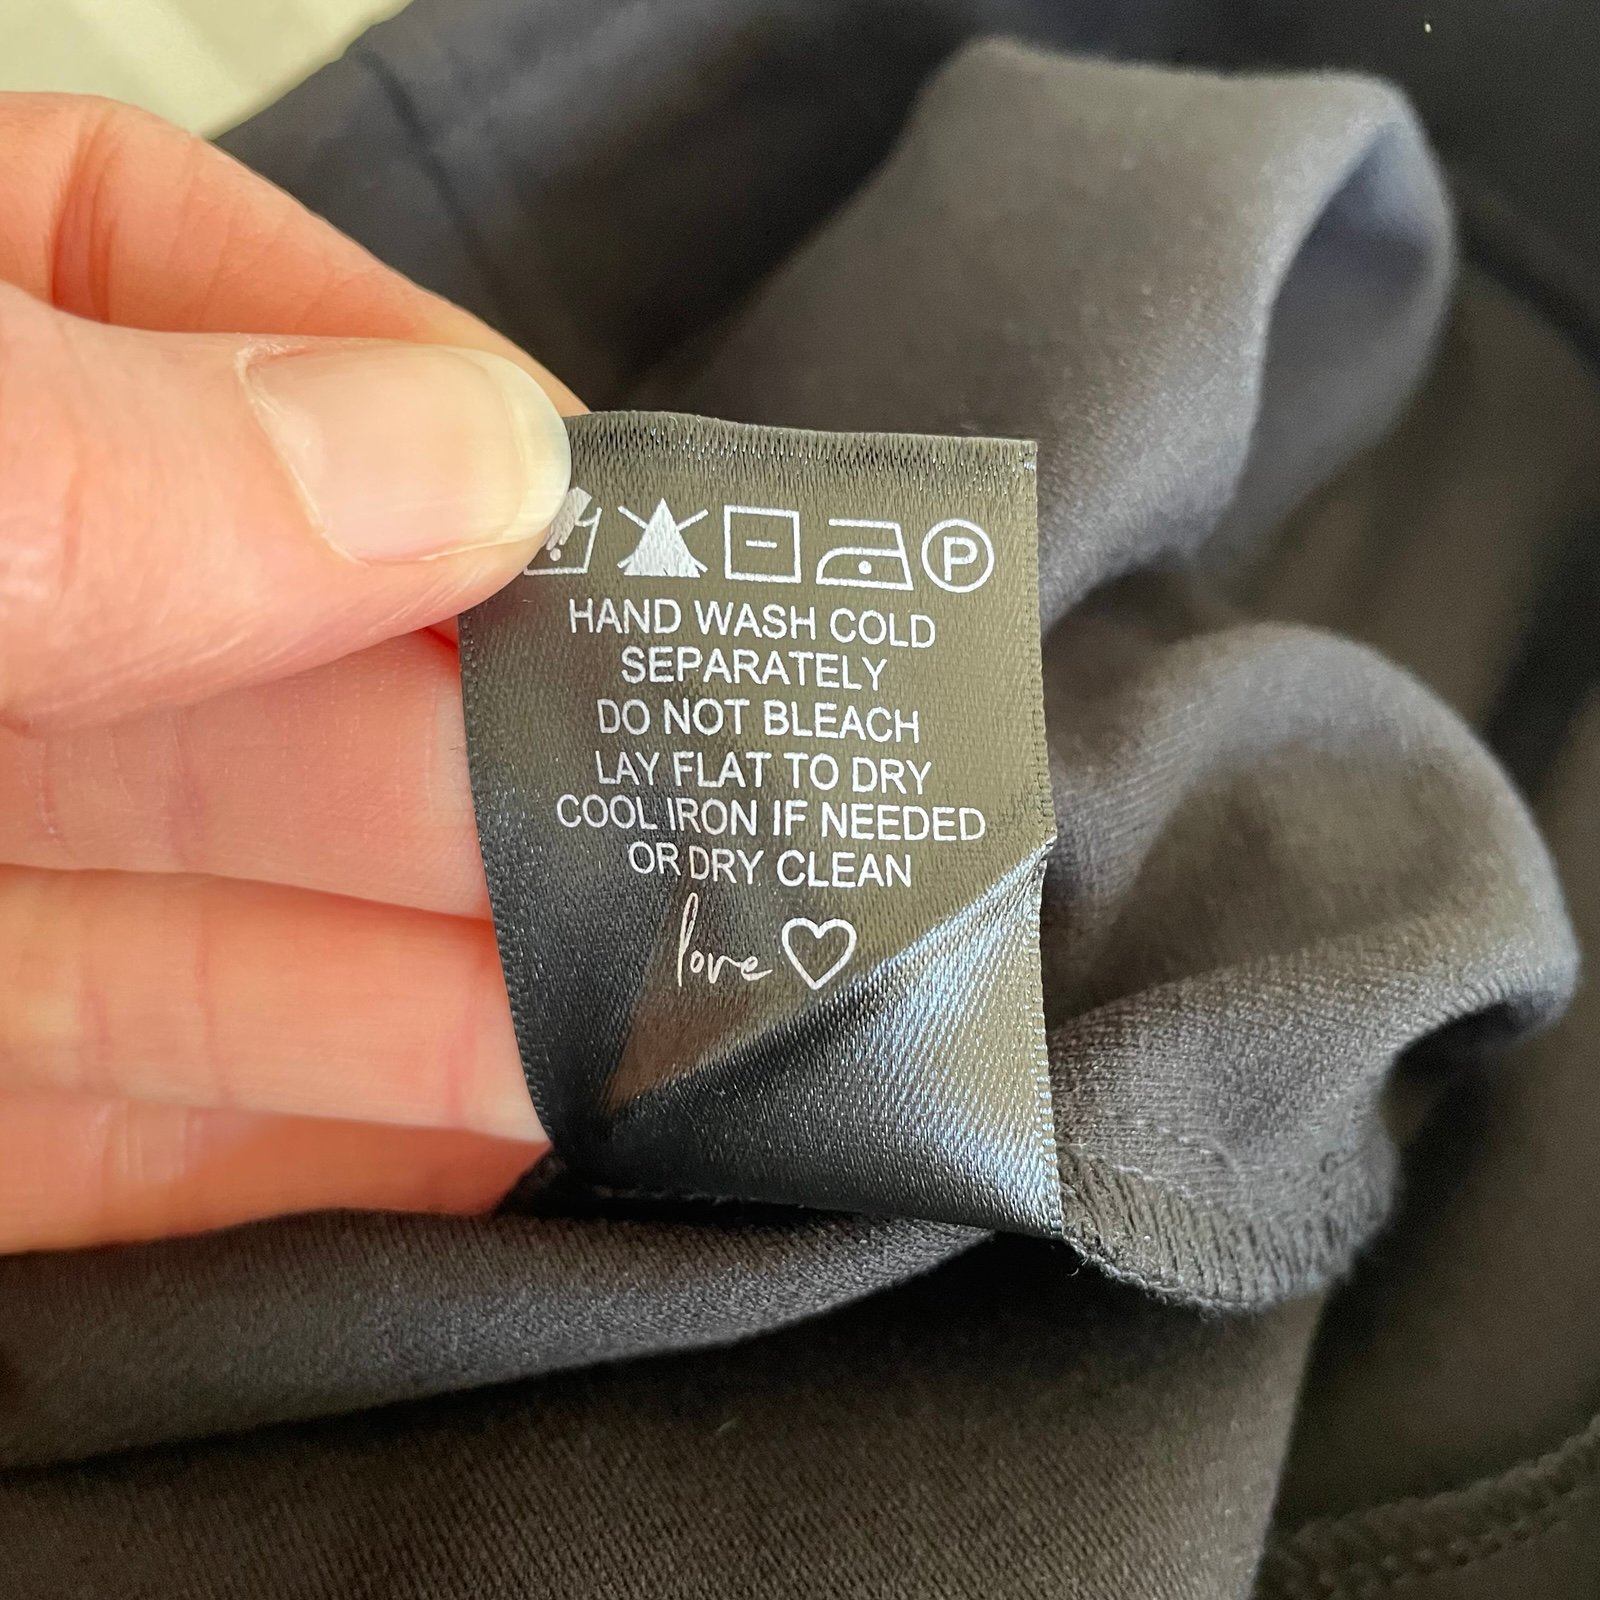 P
HAND WASH COLD
SEPARATELY
DO NOT BLEACH
LAY FLAT TO DRY
COOL IRON IF NEEDED
OR DRY CLEAN
love